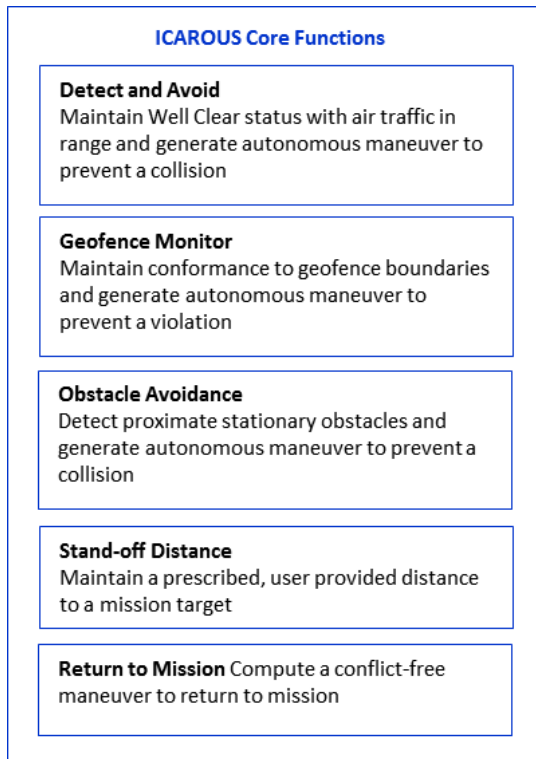 ICAROUS Core Functions
Detect and Avoid
Maintain Well Clear status with air traffic in
range and generate autonomous maneuver to
prevent a collision
Geofence Monitor
Maintain conformance to geofence boundaries
and generate autonomous maneuver to
prevent a violation
Obstacle Avoidance
Detect proximate stationary obstacles and
generate autonomous maneuver to prevent a
collision
Stand-off Distance
Maintain a prescribed, user provided distance
to a mission target
Return to Mission Compute a conflict-free
maneuver to return to mission